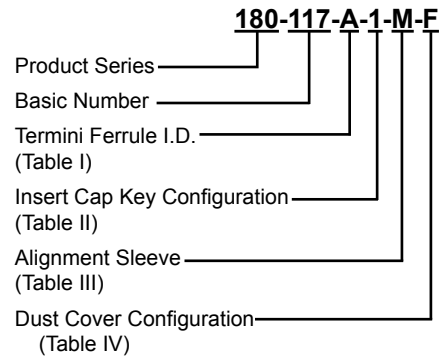 180-117-A-1-M-F
Product Series
Basic Number
Termini Ferrule I.D.
(Table I)
Insert Cap Key Configuration
(Table II)
Alignment Sleeve
(Table III)
Dust Cover Configuration
(Table IV)